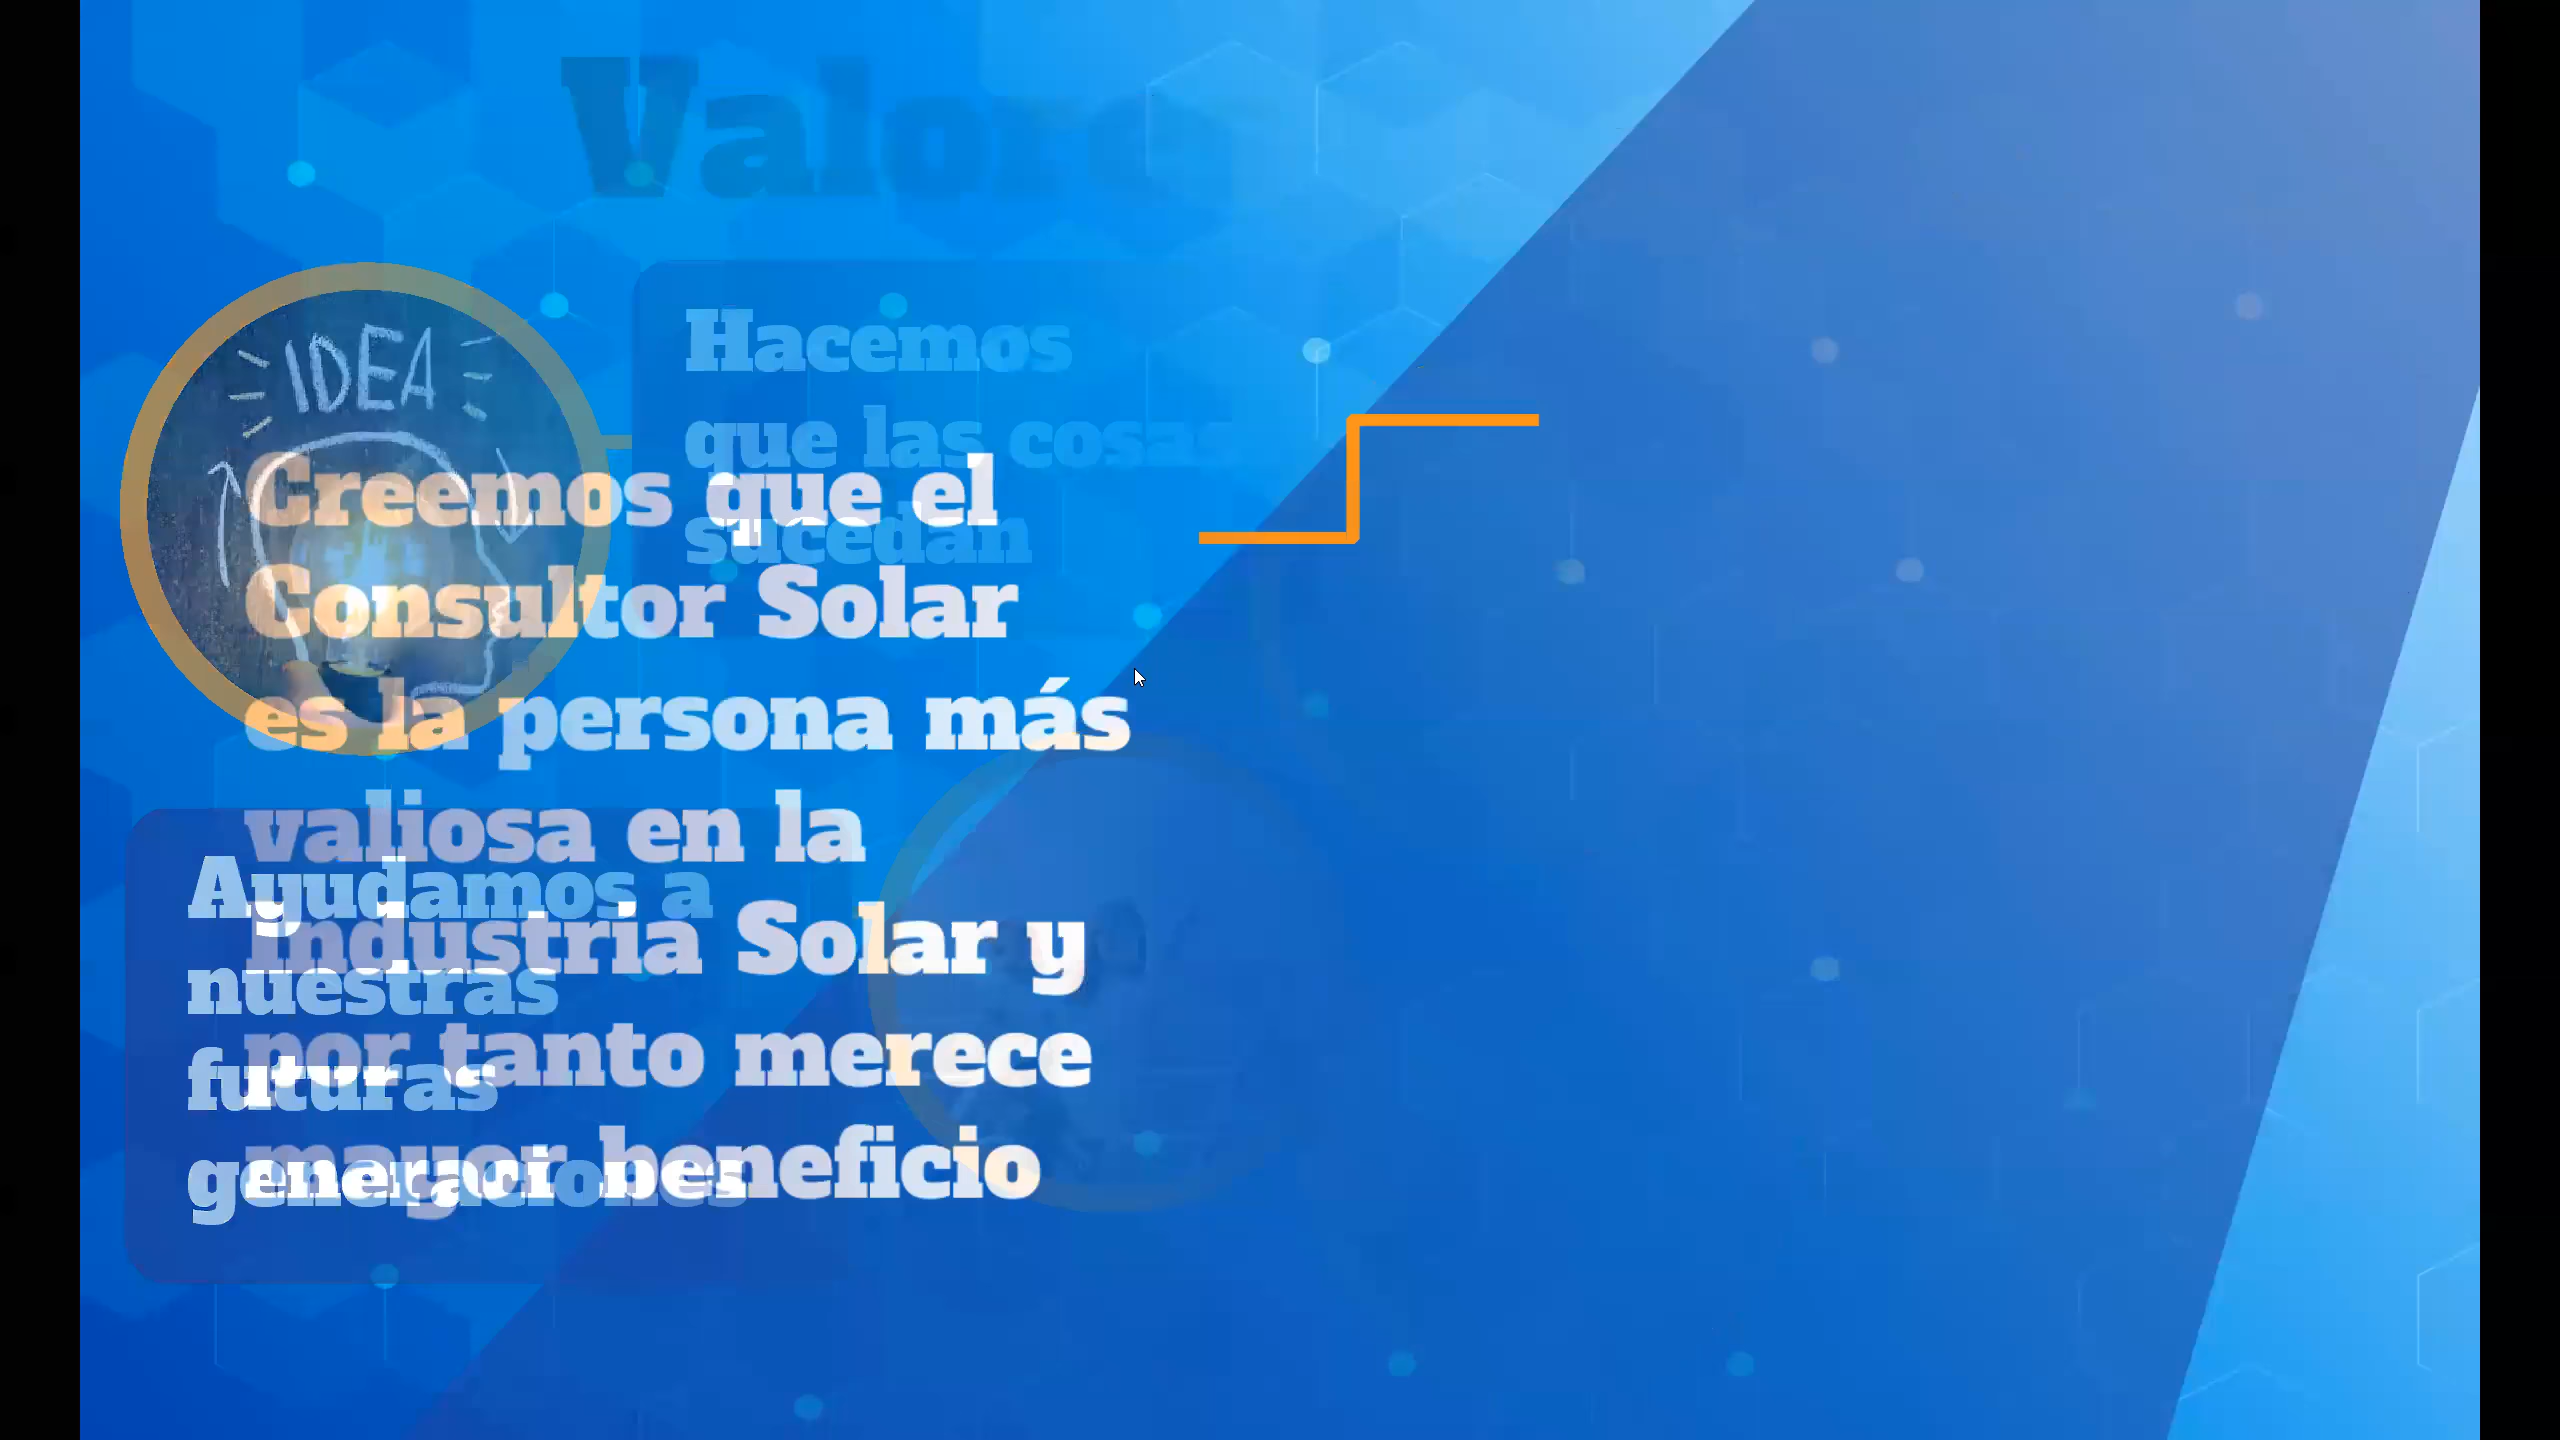 Valore
IDEA
Hacemos
que las cosas
sucedan
Creemos que el
Consultor Solar
es la persona más
valiosa en la
Industria Solar y
por tanto merece
mayor beneficio
Ayudamos a
nuestras
futuras
generaciones